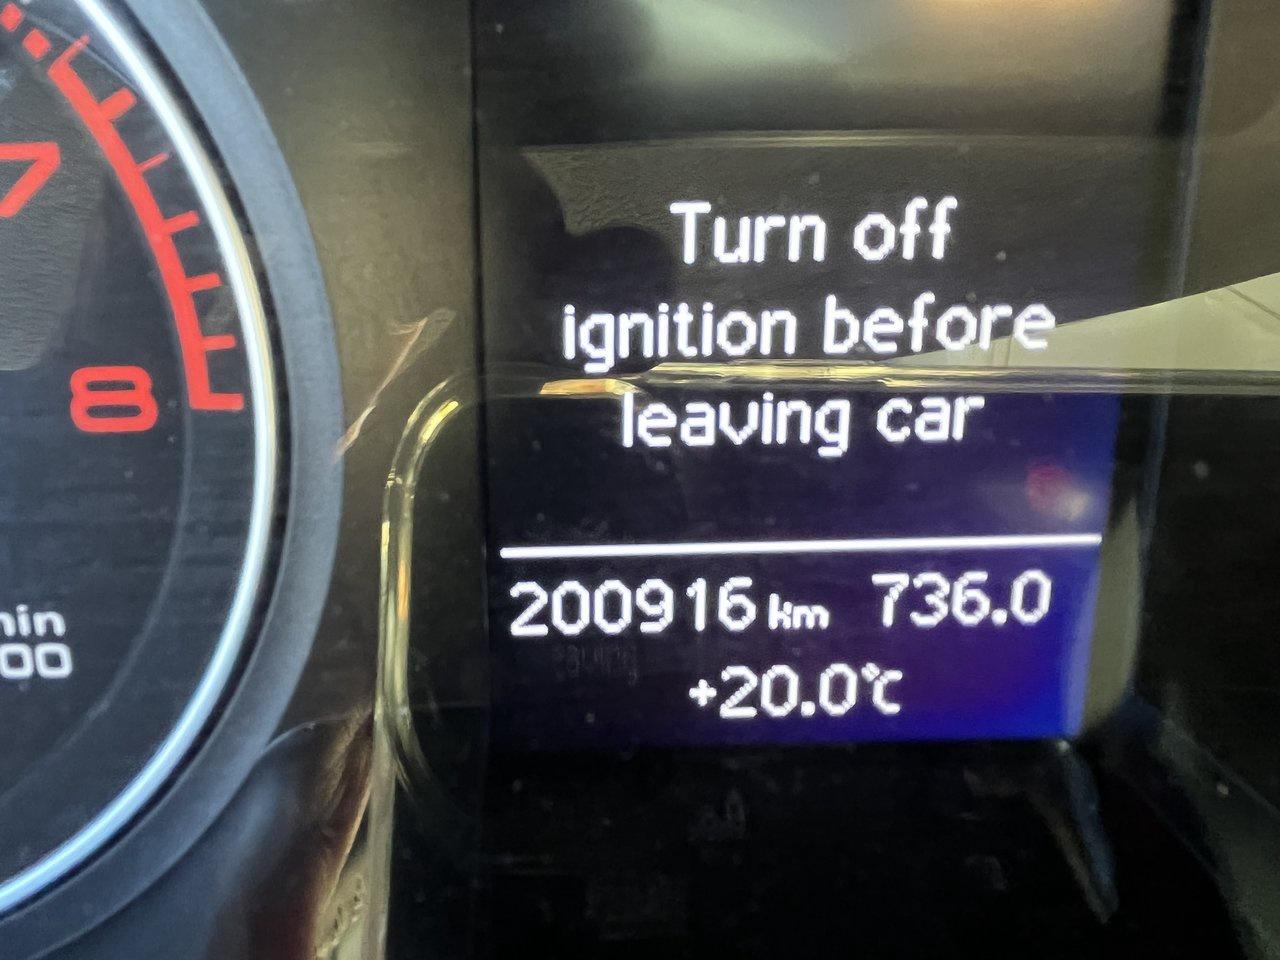 7
8
Turn off
ignition before
leaving car
200916 km 736.0
+20.0°C